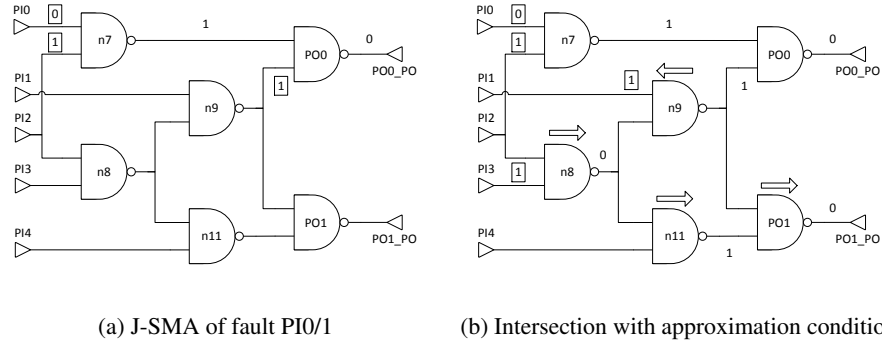 PI0 0 n7 1 PO0 0 PO0_PO
1
PI1 n9 1
PI2
PI3 n8 PO1 PO1_PO
PI4 n11
(a) J-SMA of fault PI0/1
PI0 0 n7 1 PO0 0 PO0_PO
1
PI1 1 n9 1
PI2
PI3 1 n8 0 PO1 0 PO1_PO
PI4 n11 1
(b) Intersection with approximation conditio